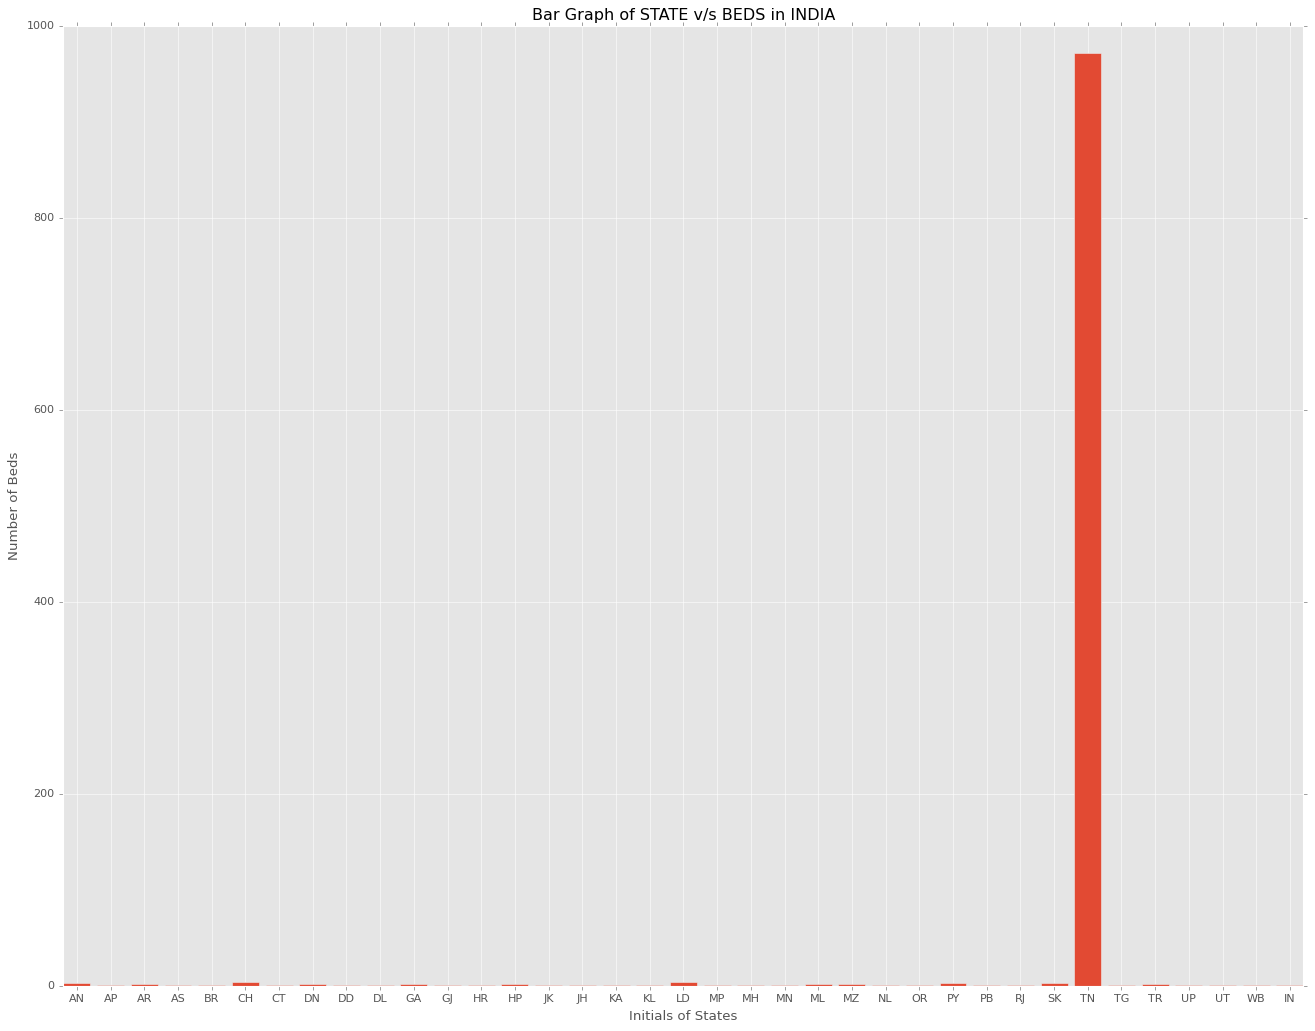 Bar Graph of STATE v/s BEDS in INDIA
1000
800
600
400
200
0
Number of Beds
AN AP AR AS BR CH CT DN DD DL GA GJ HR HP JK JH KA KL LD MP MH MN ML MZ NL OR PY PB RJ SK TN TG TR UP UT WB IN
Initials of States